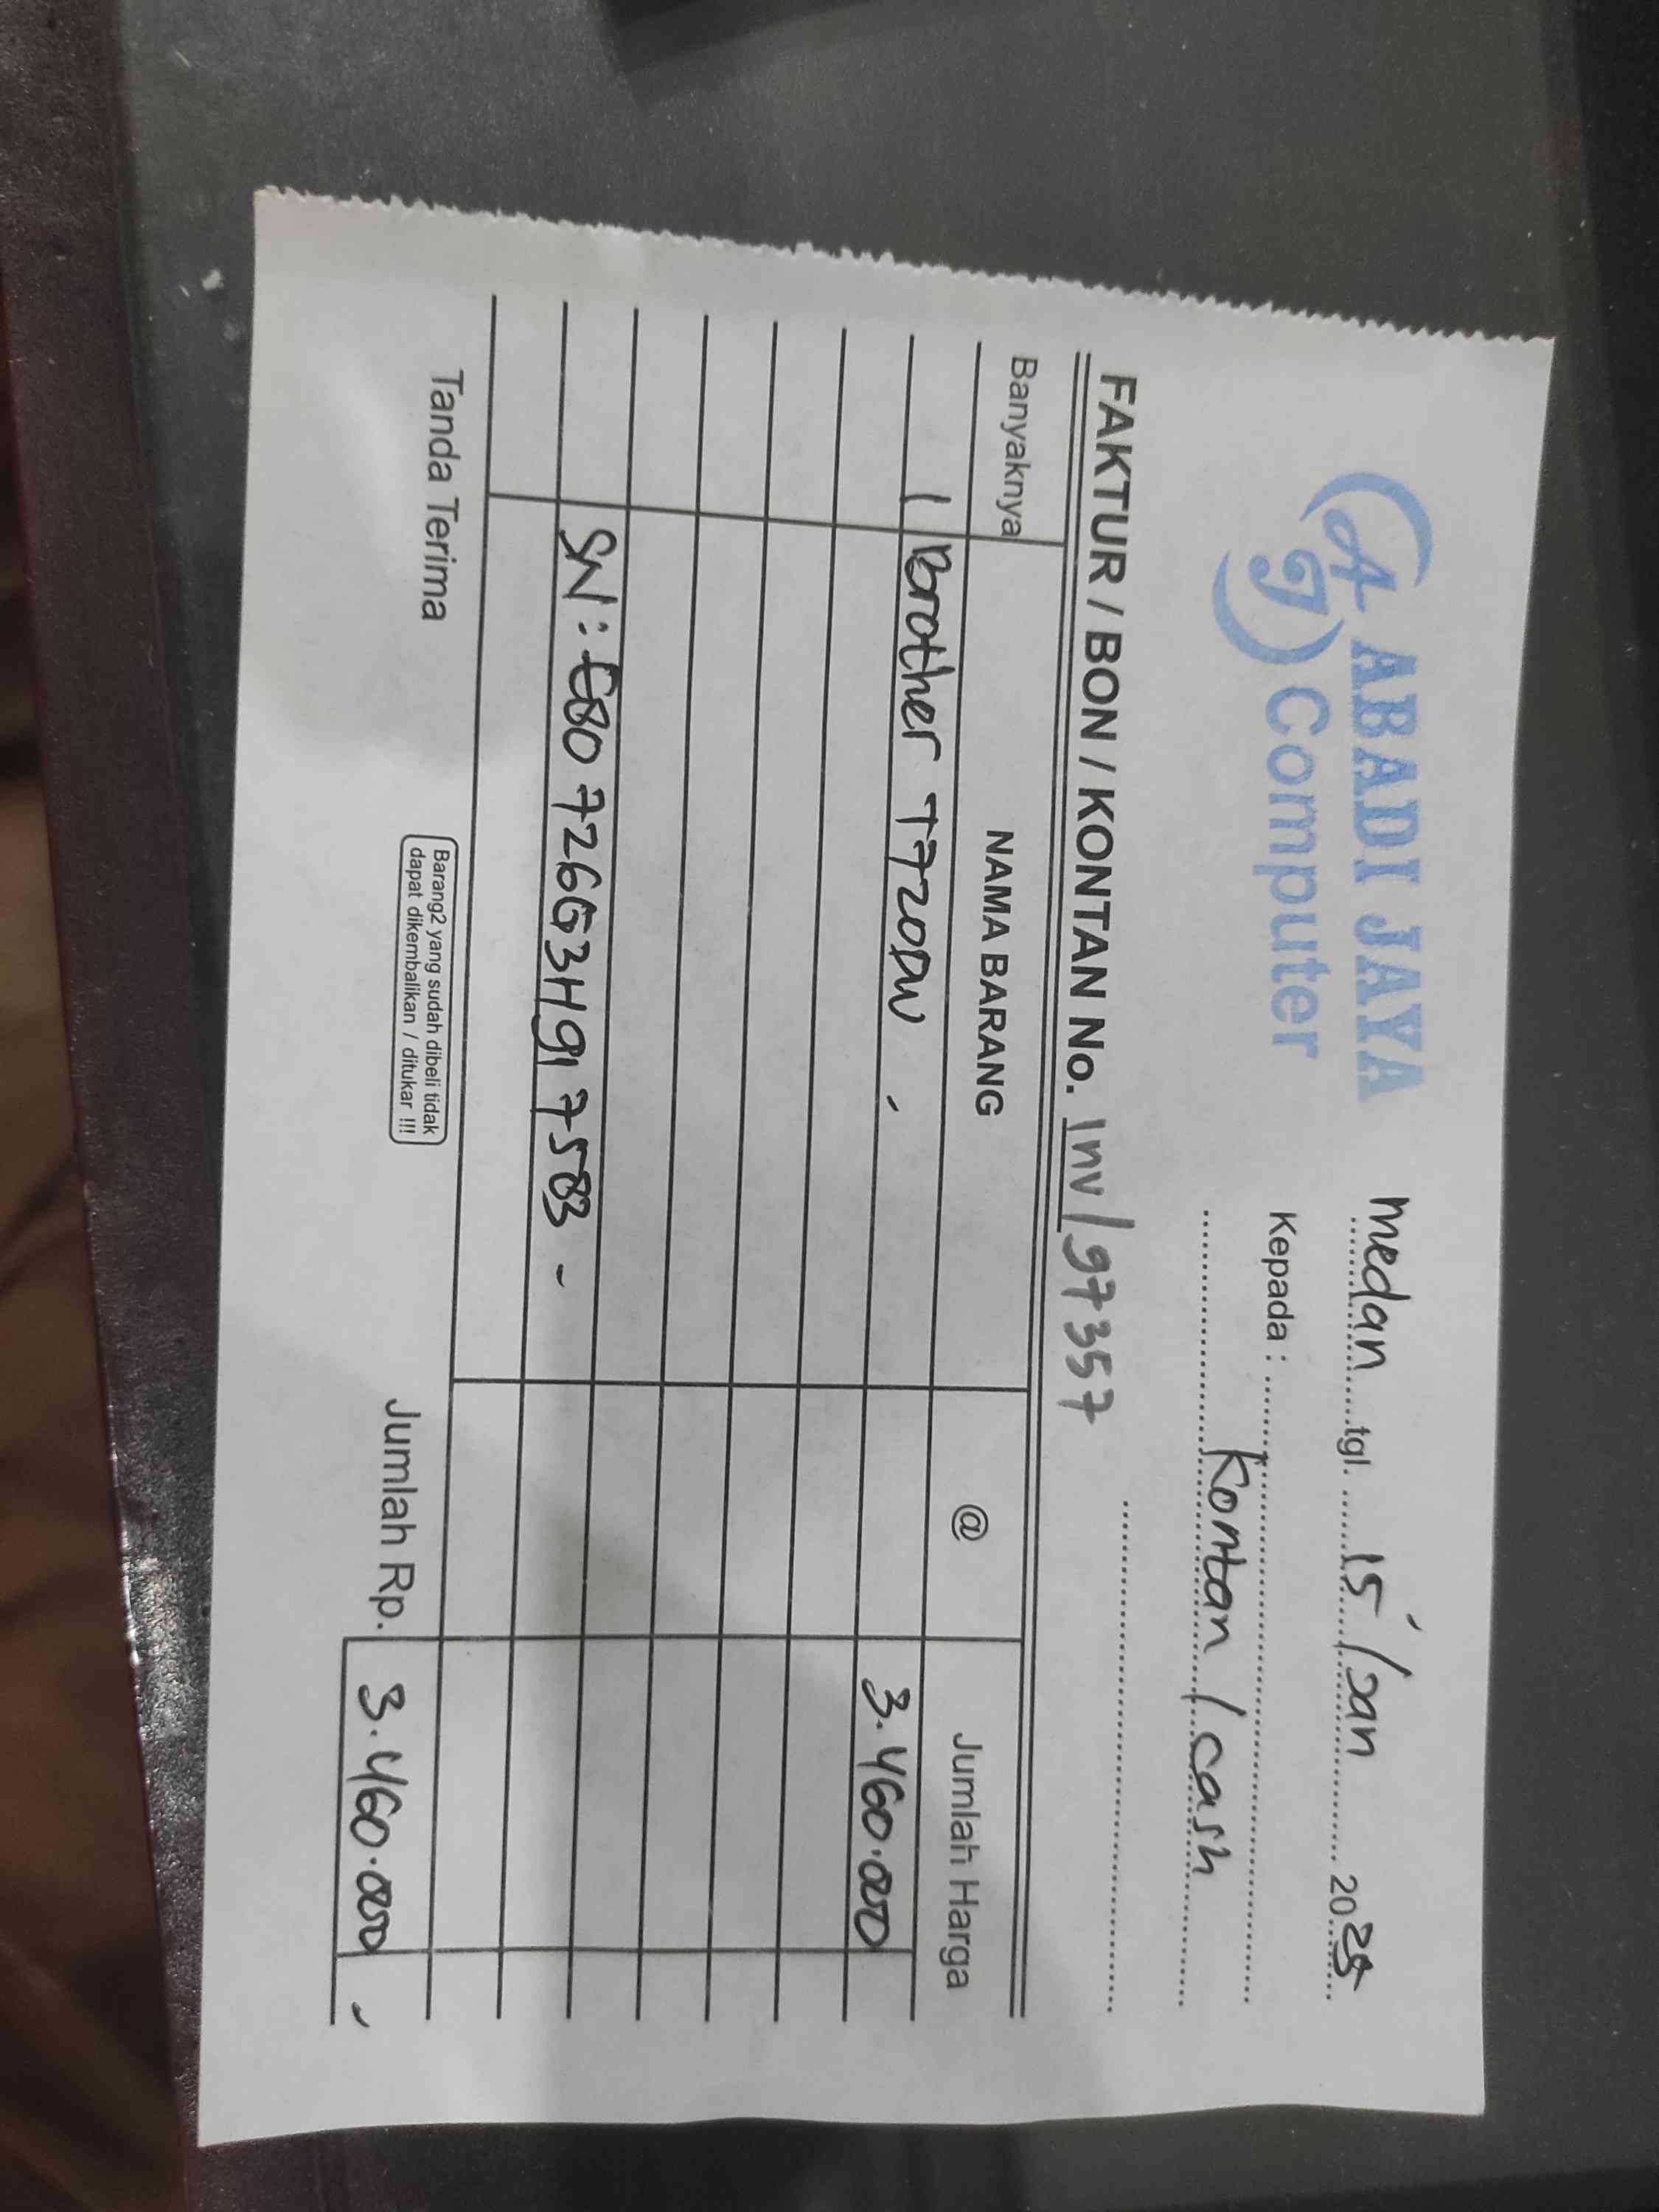 AJ ABADI JAYA
Computer
medan tgl. 15 / Jan 2025
Kepada :
Kontan / cash
FAKTUR / BON / KONTAN No. Inv / 97357
Banyaknya NAMA BARANG @ Jumlah Harga
1 Brother T720DW 3.460.000
SN : E80726G3H917583 -
Tanda Terima
Barang2 yang sudah dibeli tidak
dapat dikembalikan / ditukar !!!
Jumlah Rp. 3.460.000